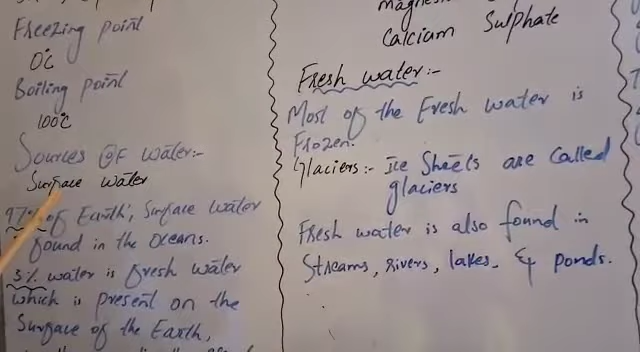 Freezing point
0°C
Boiling point
100°C
Sources of water:-
Surface water
97% of Earth, Surface water
found in the oceans.
3% water is fresh water
which is present on the
Surface of the Earth,
Calcium Sulphate
Fresh water:-
Most of the Fresh water is
Frozen.
Glaciers:- Ice Sheels are called
glaciers
Fresh water is also found in
Streams, rivers, lakes, & ponds.